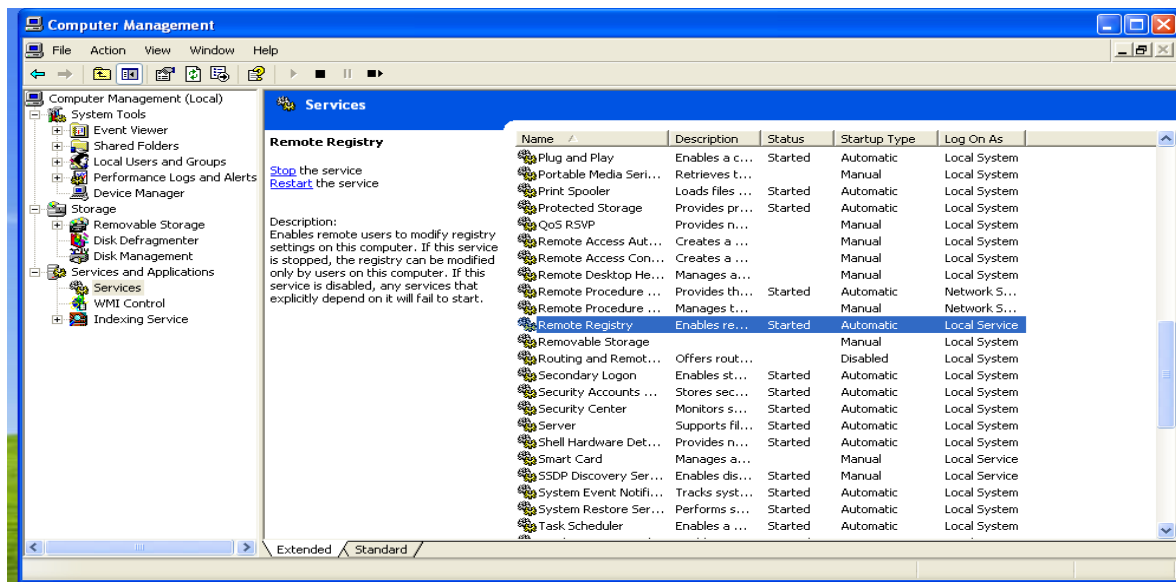 Computer Management
File Action View Window Help
Computer Management (Local)
System Tools
Event Viewer
Shared Folders
Local Users and Groups
Performance Logs and Alerts
Device Manager
Storage
Removable Storage
Disk Defragmenter
Disk Management
Services and Applications
Services
WMI Control
Indexing Service
Services
Remote Registry
Stop the service
Restart the service
Description:
Enables remote users to modify registry
settings on this computer. If this service
is stopped, the registry can be modified
only by users on this computer. If this
service is disabled, any services that
explicitly depend on it will fail to start.
Name Description Status Startup Type Log On As
Plug and Play Enables a c... Started Automatic Local System
Portable Media Seri... Retrieves t... Manual Local System
Print Spooler Loads files ... Started Automatic Local System
Protected Storage Provides pr... Started Automatic Local System
QoS RSVP Provides n... Manual Local System
Remote Access Aut... Creates a ... Manual Local System
Remote Access Con... Creates a ... Manual Local System
Remote Desktop He... Manages a... Manual Local System
Remote Procedure ... Provides th... Started Automatic Network S...
Remote Procedure ... Manages t... Manual Network S...
Remote Registry Enables re... Started Automatic Local Service
Removable Storage Manual Local System
Routing and Remot... Offers rout... Disabled Local System
Secondary Logon Enables st... Started Automatic Local System
Security Accounts ... Stores sec... Started Automatic Local System
Security Center Monitors s... Started Automatic Local System
Server Supports fil... Started Automatic Local System
Shell Hardware Det... Provides n... Started Automatic Local System
Smart Card Manages a... Manual Local Service
SSDP Discovery Ser... Enables dis... Started Manual Local Service
System Event Notifi... Tracks syst... Started Automatic Local System
System Restore Ser... Performs s... Started Automatic Local System
Task Scheduler Enables a ... Started Automatic Local System
Extended Standard